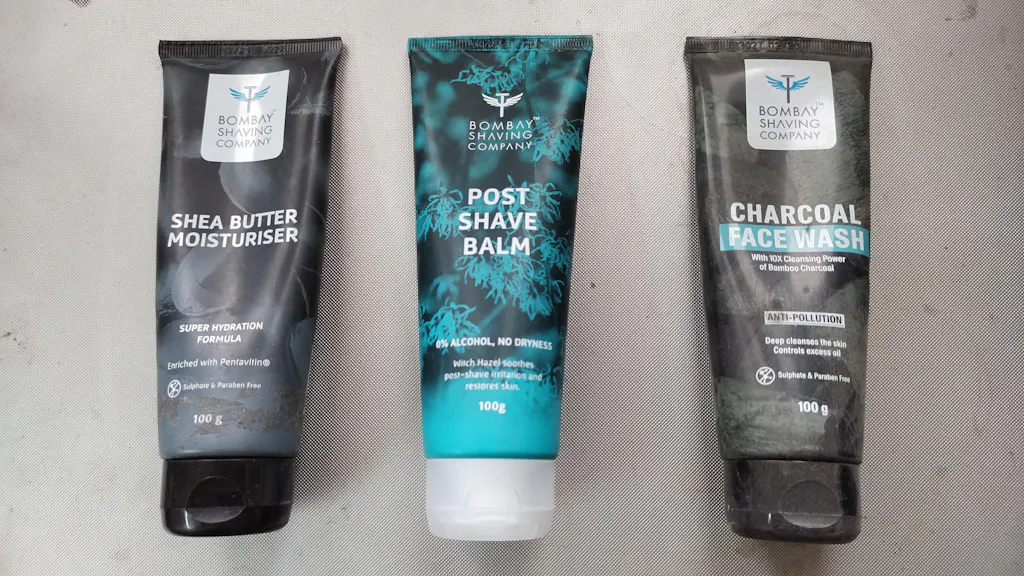 BOMBAY
SHAVING
COMPANY
SHEA BUTTER
MOISTURISER
SUPER HYDRATION
FORMULA
Enriched with Pentavitin®
Sulphate & Paraben Free
100 g
BOMBAY™
SHAVING
COMPANY
POST
SHAVE
BALM
0% ALCOHOL, NO DRYNESS
Witch Hazel soothes
post-shave irritation and
restores skin.
100g
BOMBAY™
SHAVING
COMPANY
CHARCOAL
FACE WASH
With 10X Cleansing Power
of Bamboo Charcoal
ANTI-POLLUTION
Deep cleanses the skin
Controls excess oil
Sulphate & Paraben Free
100 g